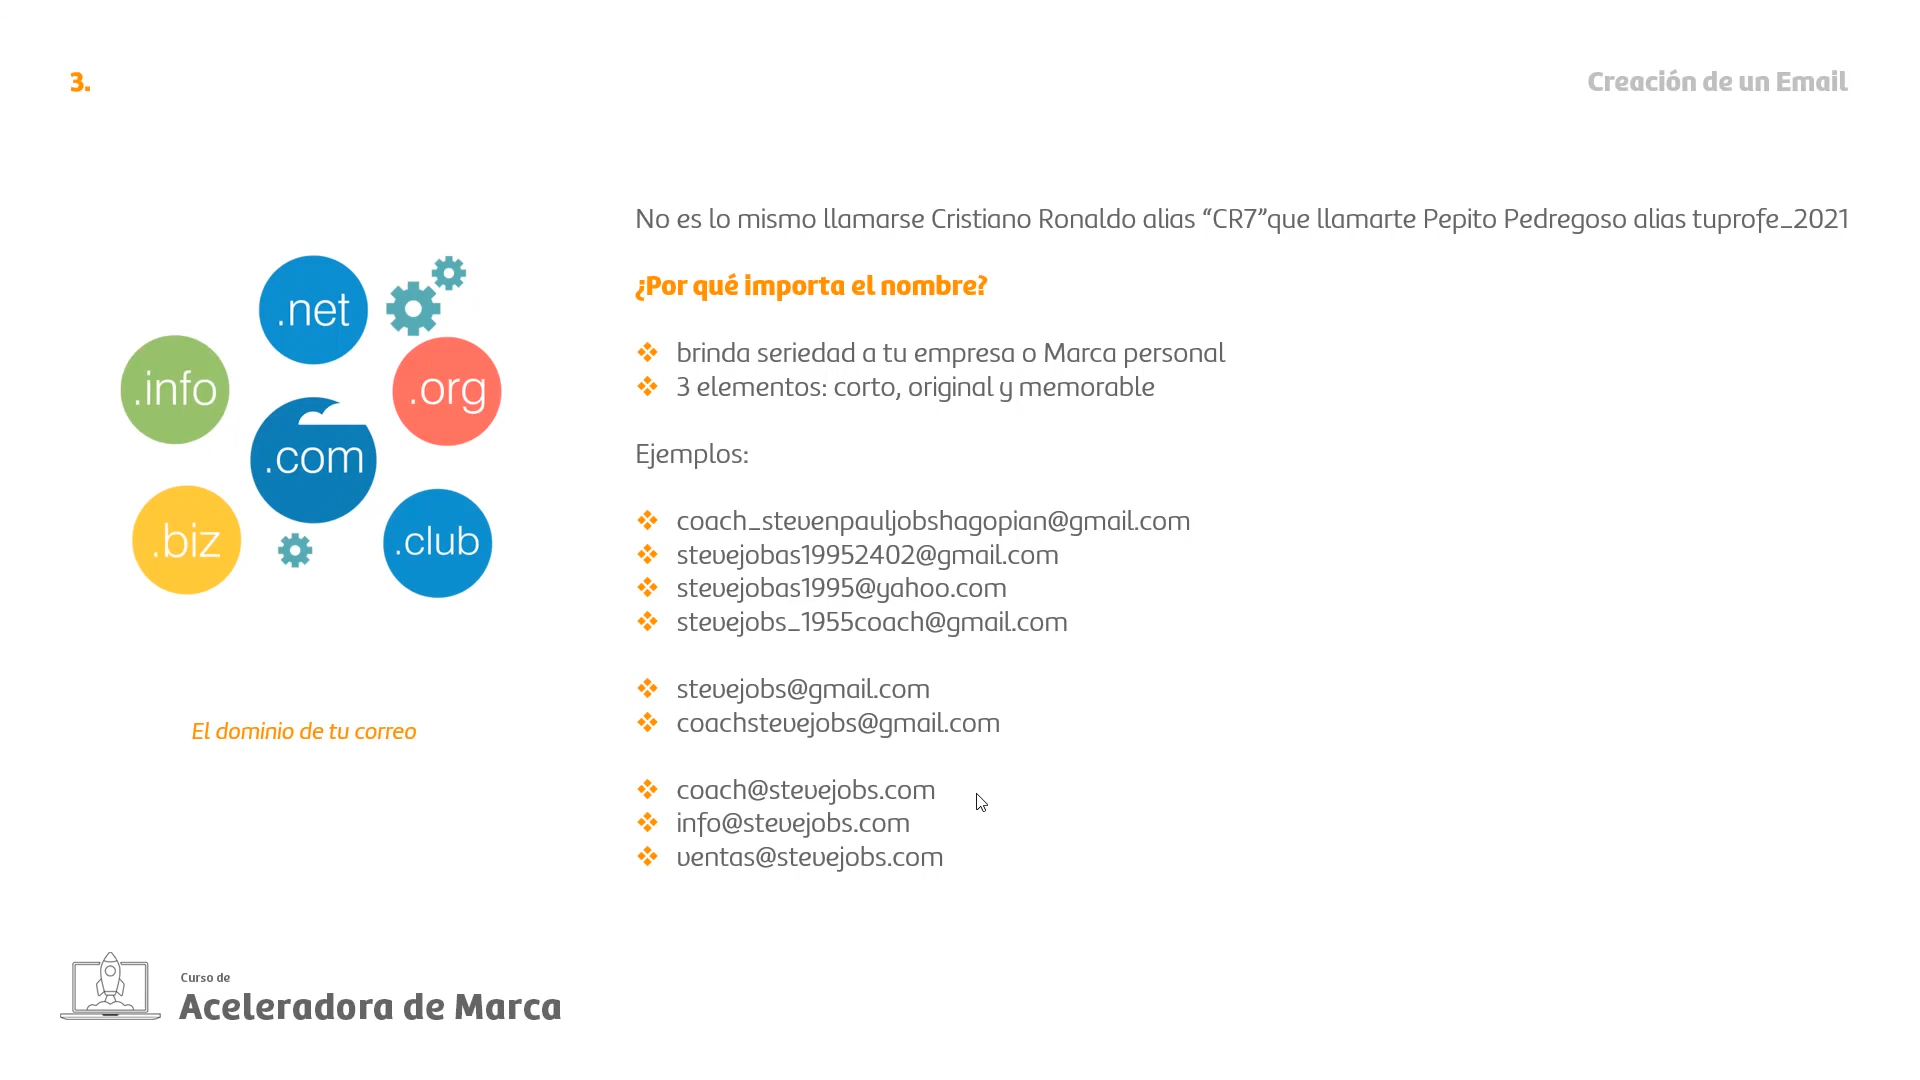 3.
Creación de un Email
No es lo mismo llamarse Cristiano Ronaldo alias “CR7”que llamarte Pepito Pedregoso alias tuprofe_2021
¿Por qué importa el nombre?
brinda seriedad a tu empresa o Marca personal
3 elementos: corto, original y memorable
Ejemplos:
coach_stevenpauljobshagopian@gmail.com
stevejobas19952402@gmail.com
stevejobas1995@yahoo.com
stevejobs_1955coach@gmail.com
stevejobs@gmail.com
coachstevejobs@gmail.com
coach@stevejobs.com
info@stevejobs.com
ventas@stevejobs.com
.net
.info
.org
.com
.biz
.club
El dominio de tu correo
Curso de
Aceleradora de Marca